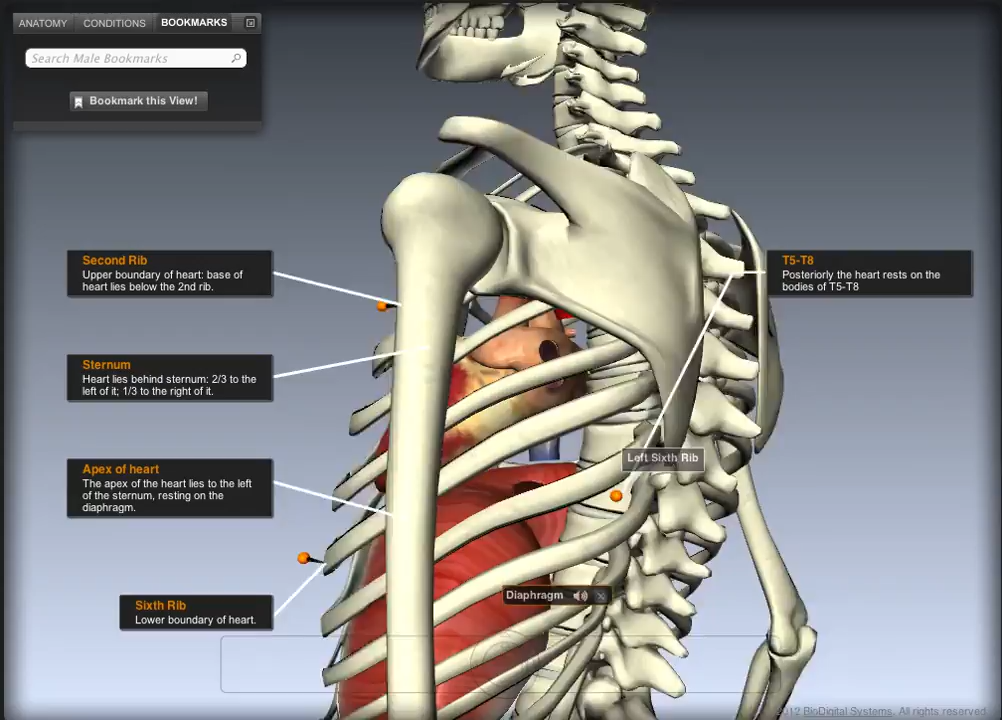 ANATOMY CONDITIONS BOOKMARKS
Search Male Bookmarks
Bookmark this View!
Second Rib
Upper boundary of heart: base of
heart lies below the 2nd rib.
T5-T8
Posteriorly the heart rests on the
bodies of T5-T8
Sternum
Heart lies behind sternum: 2/3 to the
left of it; 1/3 to the right of it.
Left Sixth Rib
Apex of heart
The apex of the heart lies to the left
of the sternum, resting on the
diaphragm.
Diaphragm
Sixth Rib
Lower boundary of heart.
2012 BioDigital Systems. All rights reserved